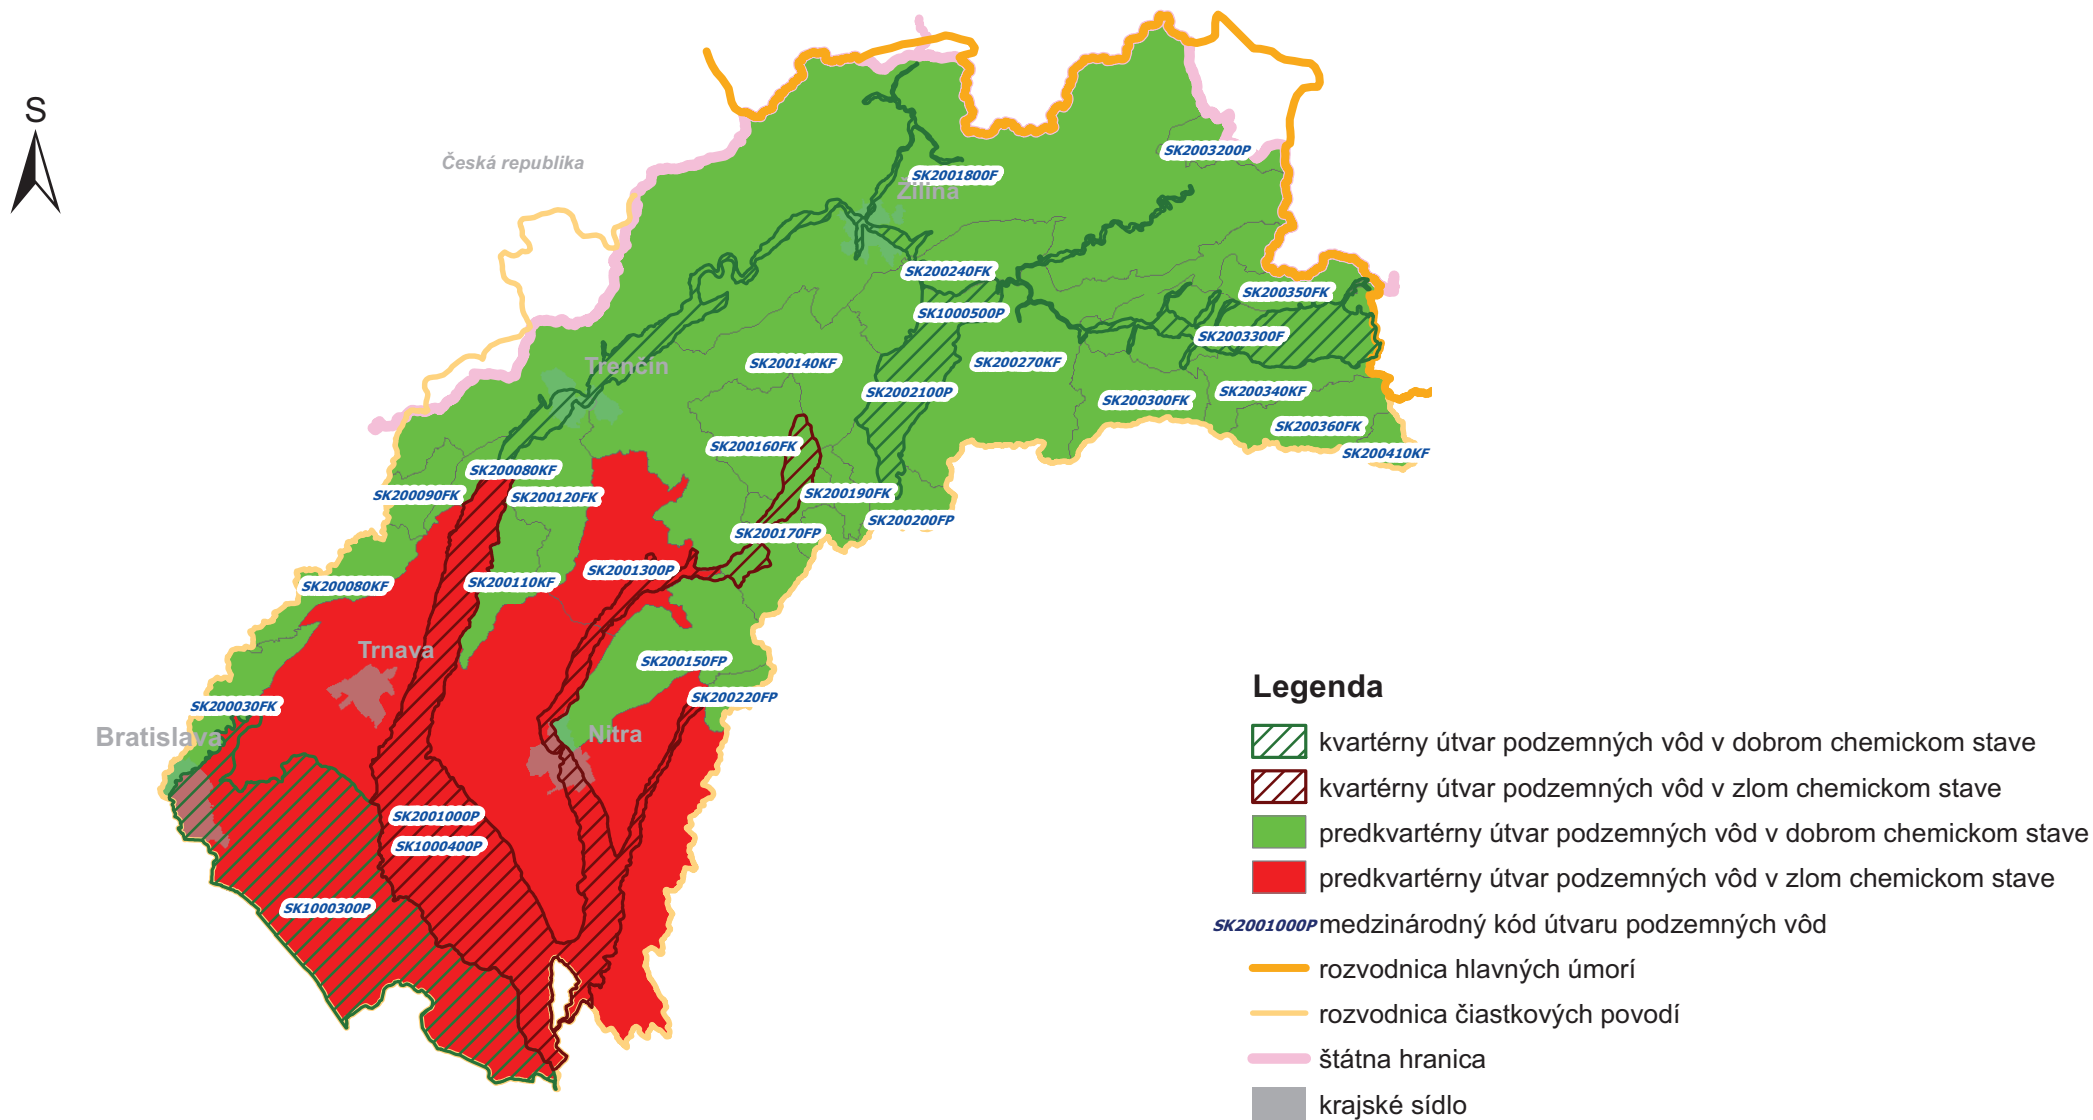 S
Česká republika
SK2003200P
SK2001800F
Žilina
SK200240FK
SK200350FK
SK1000500P
SK2003300F
Trenčín
SK200140KF
SK200270KF
SK2002100P
SK200300FK
SK200340KF
SK200360FK
SK200160FK
SK200410KF
SK200080KF
SK200090FK
SK200120FK
SK200190FK
SK200200FP
SK200170FP
SK2001300P
SK200080KF
SK200110KF
Trnava
SK200150FP
SK200220FP
SK200030FK
Bratislava
Nitra
SK2001000P
SK1000400P
SK1000300P
Legenda
kvartérny útvar podzemných vôd v dobrom chemickom stave
kvartérny útvar podzemných vôd v zlom chemickom stave
predkvartérny útvar podzemných vôd v dobrom chemickom stave
predkvartérny útvar podzemných vôd v zlom chemickom stave
SK2001000P medzinárodný kód útvaru podzemných vôd
rozvodnica hlavných úmorí
rozvodnica čiastkových povodí
štátna hranica
krajské sídlo